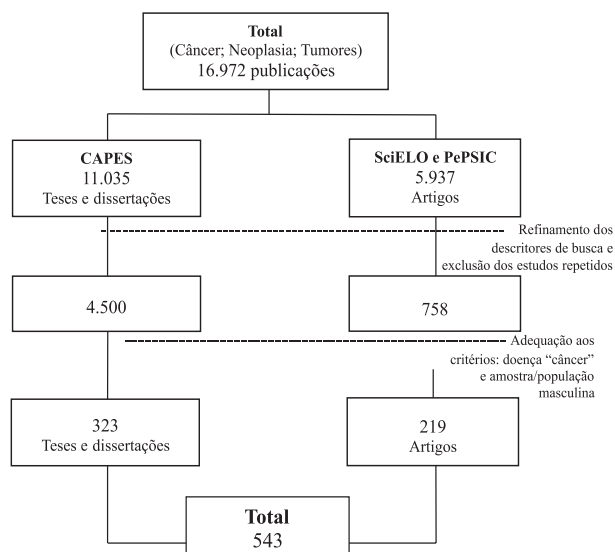 Total
(Câncer; Neoplasia; Tumores)
16.972 publicações
CAPES
11.035
Teses e dissertações
SciELO e PePSIC
5.937
Artigos
Refinamento dos
descritores de busca e
exclusão dos estudos repetidos
4.500
758
Adequação aos
critérios: doença “câncer”
e amostra/população
masculina
323
Teses e dissertações
219
Artigos
Total
543